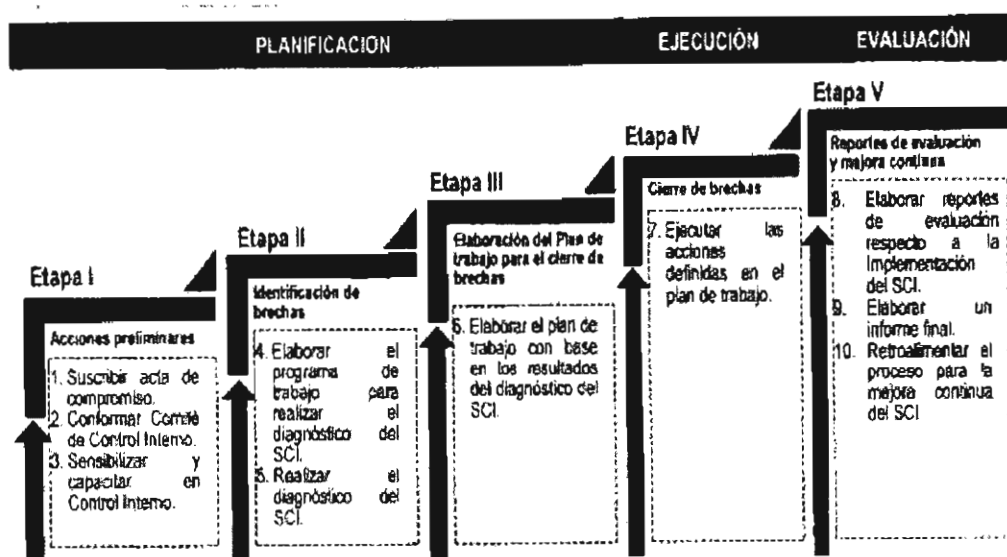 PLANIFICACION
EJECUCIÓN
EVALUACIÓN
Etapa I
Acciones preliminares
1. Suscribir acta de
compromiso.
2. Conformar Comité
de Control Interno.
3. Sensibilizar y
capacitar en
Control Interno.
Etapa II
Identificación de
brechas
4. Elaborar el
programa de
trabajo para
realizar el
diagnóstico del
SCI.
5. Realizar el
diagnóstico del
SCI.
Etapa III
Elaboración del Plan de
trabajo para el cierre de
brechas
6. Elaborar el plan de
trabajo con base
en los resultados
del diagnóstico del
SCI.
Etapa IV
Cierre de brechas
7. Ejecutar las
acciones
definidas en el
plan de trabajo.
Etapa V
Reportes de evaluación
y mejora continua
8. Elaborar reportes
de evaluación
respecto a la
Implementación
del SCI.
9. Elaborar un
informe final.
10. Retroalimentar el
proceso para la
mejora continua
del SCI